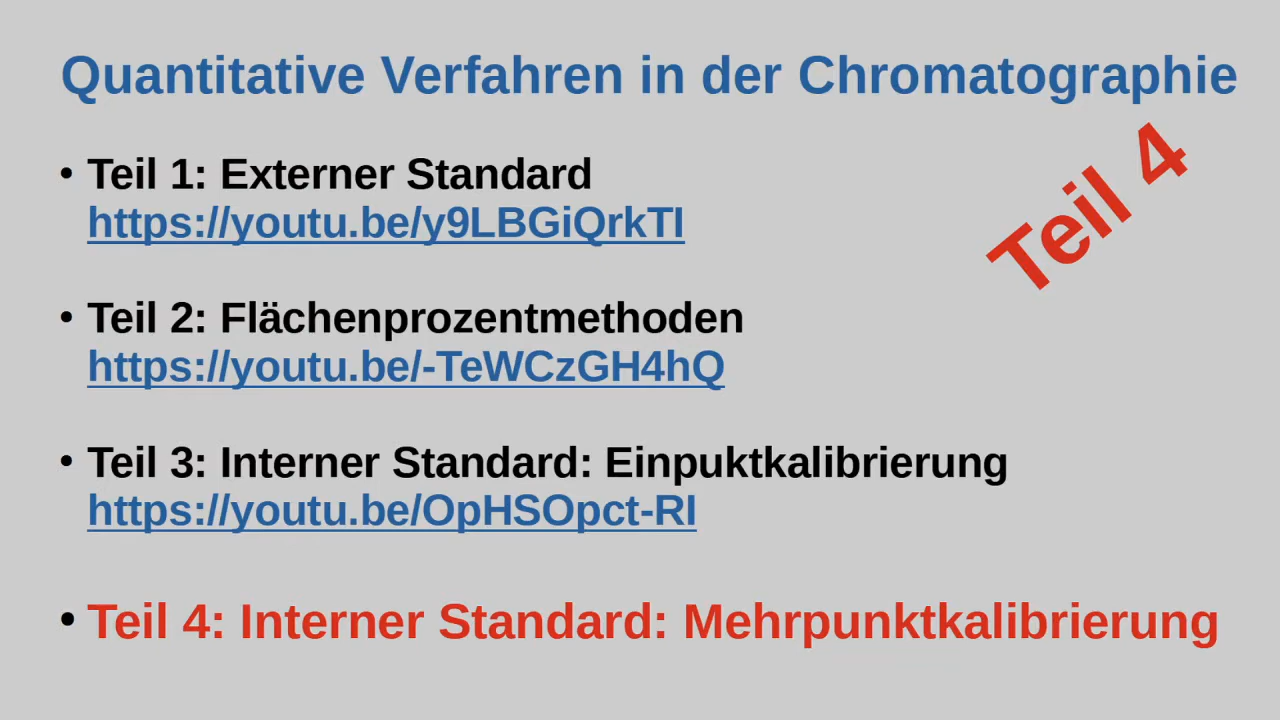 Quantitative Verfahren in der Chromatographie
Teil 4
• Teil 1: Externer Standard
https://youtu.be/y9LBGiQrkTI
• Teil 2: Flächenprozentmethoden
https://youtu.be/-TeWCzGH4hQ
• Teil 3: Interner Standard: Einpuktkalibrierung
https://youtu.be/OpHSOpct-RI
• Teil 4: Interner Standard: Mehrpunktkalibrierung